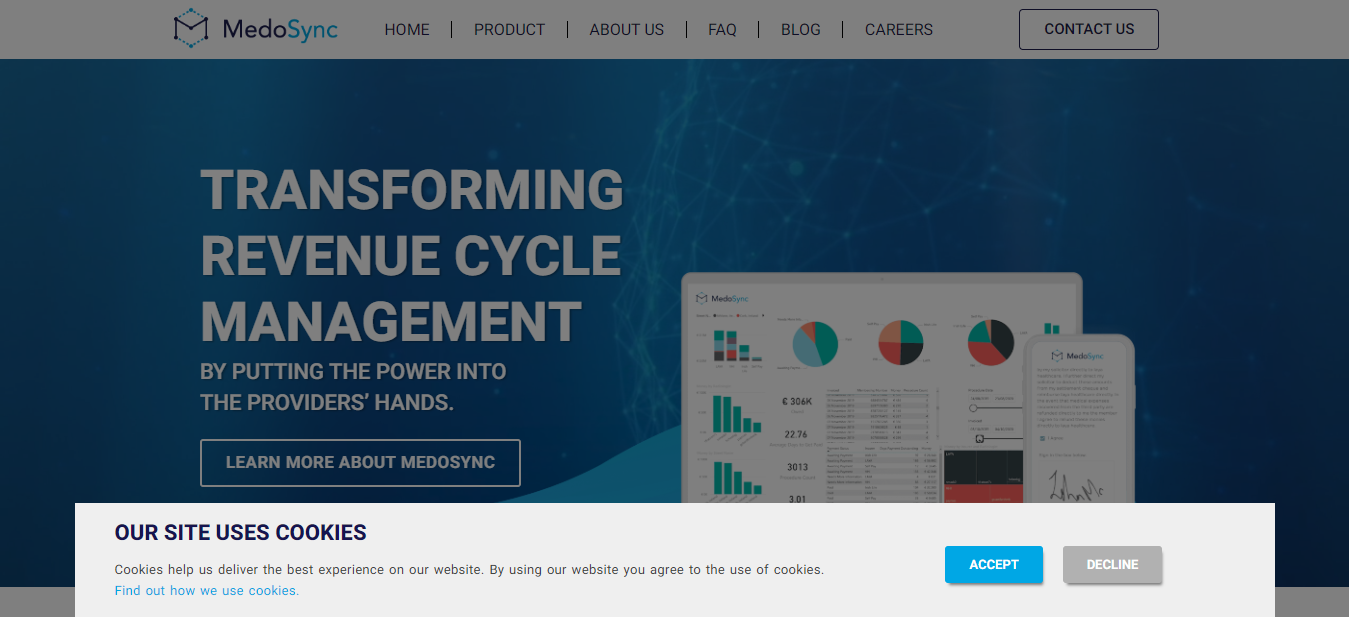 MedoSync
HOME
PRODUCT
ABOUT US
FAQ
BLOG
CAREERS
CONTACT US
TRANSFORMING
REVENUE CYCLE
MANAGEMENT
BY PUTTING THE POWER INTO
THE PROVIDERS’ HANDS.
LEARN MORE ABOUT MEDOSYNC
MedoSync
£ 306K
22.76
3013
3.01
MedoSync
OUR SITE USES COOKIES
Cookies help us deliver the best experience on our website. By using our website you agree to the use of cookies.
Find out how we use cookies.
ACCEPT
DECLINE